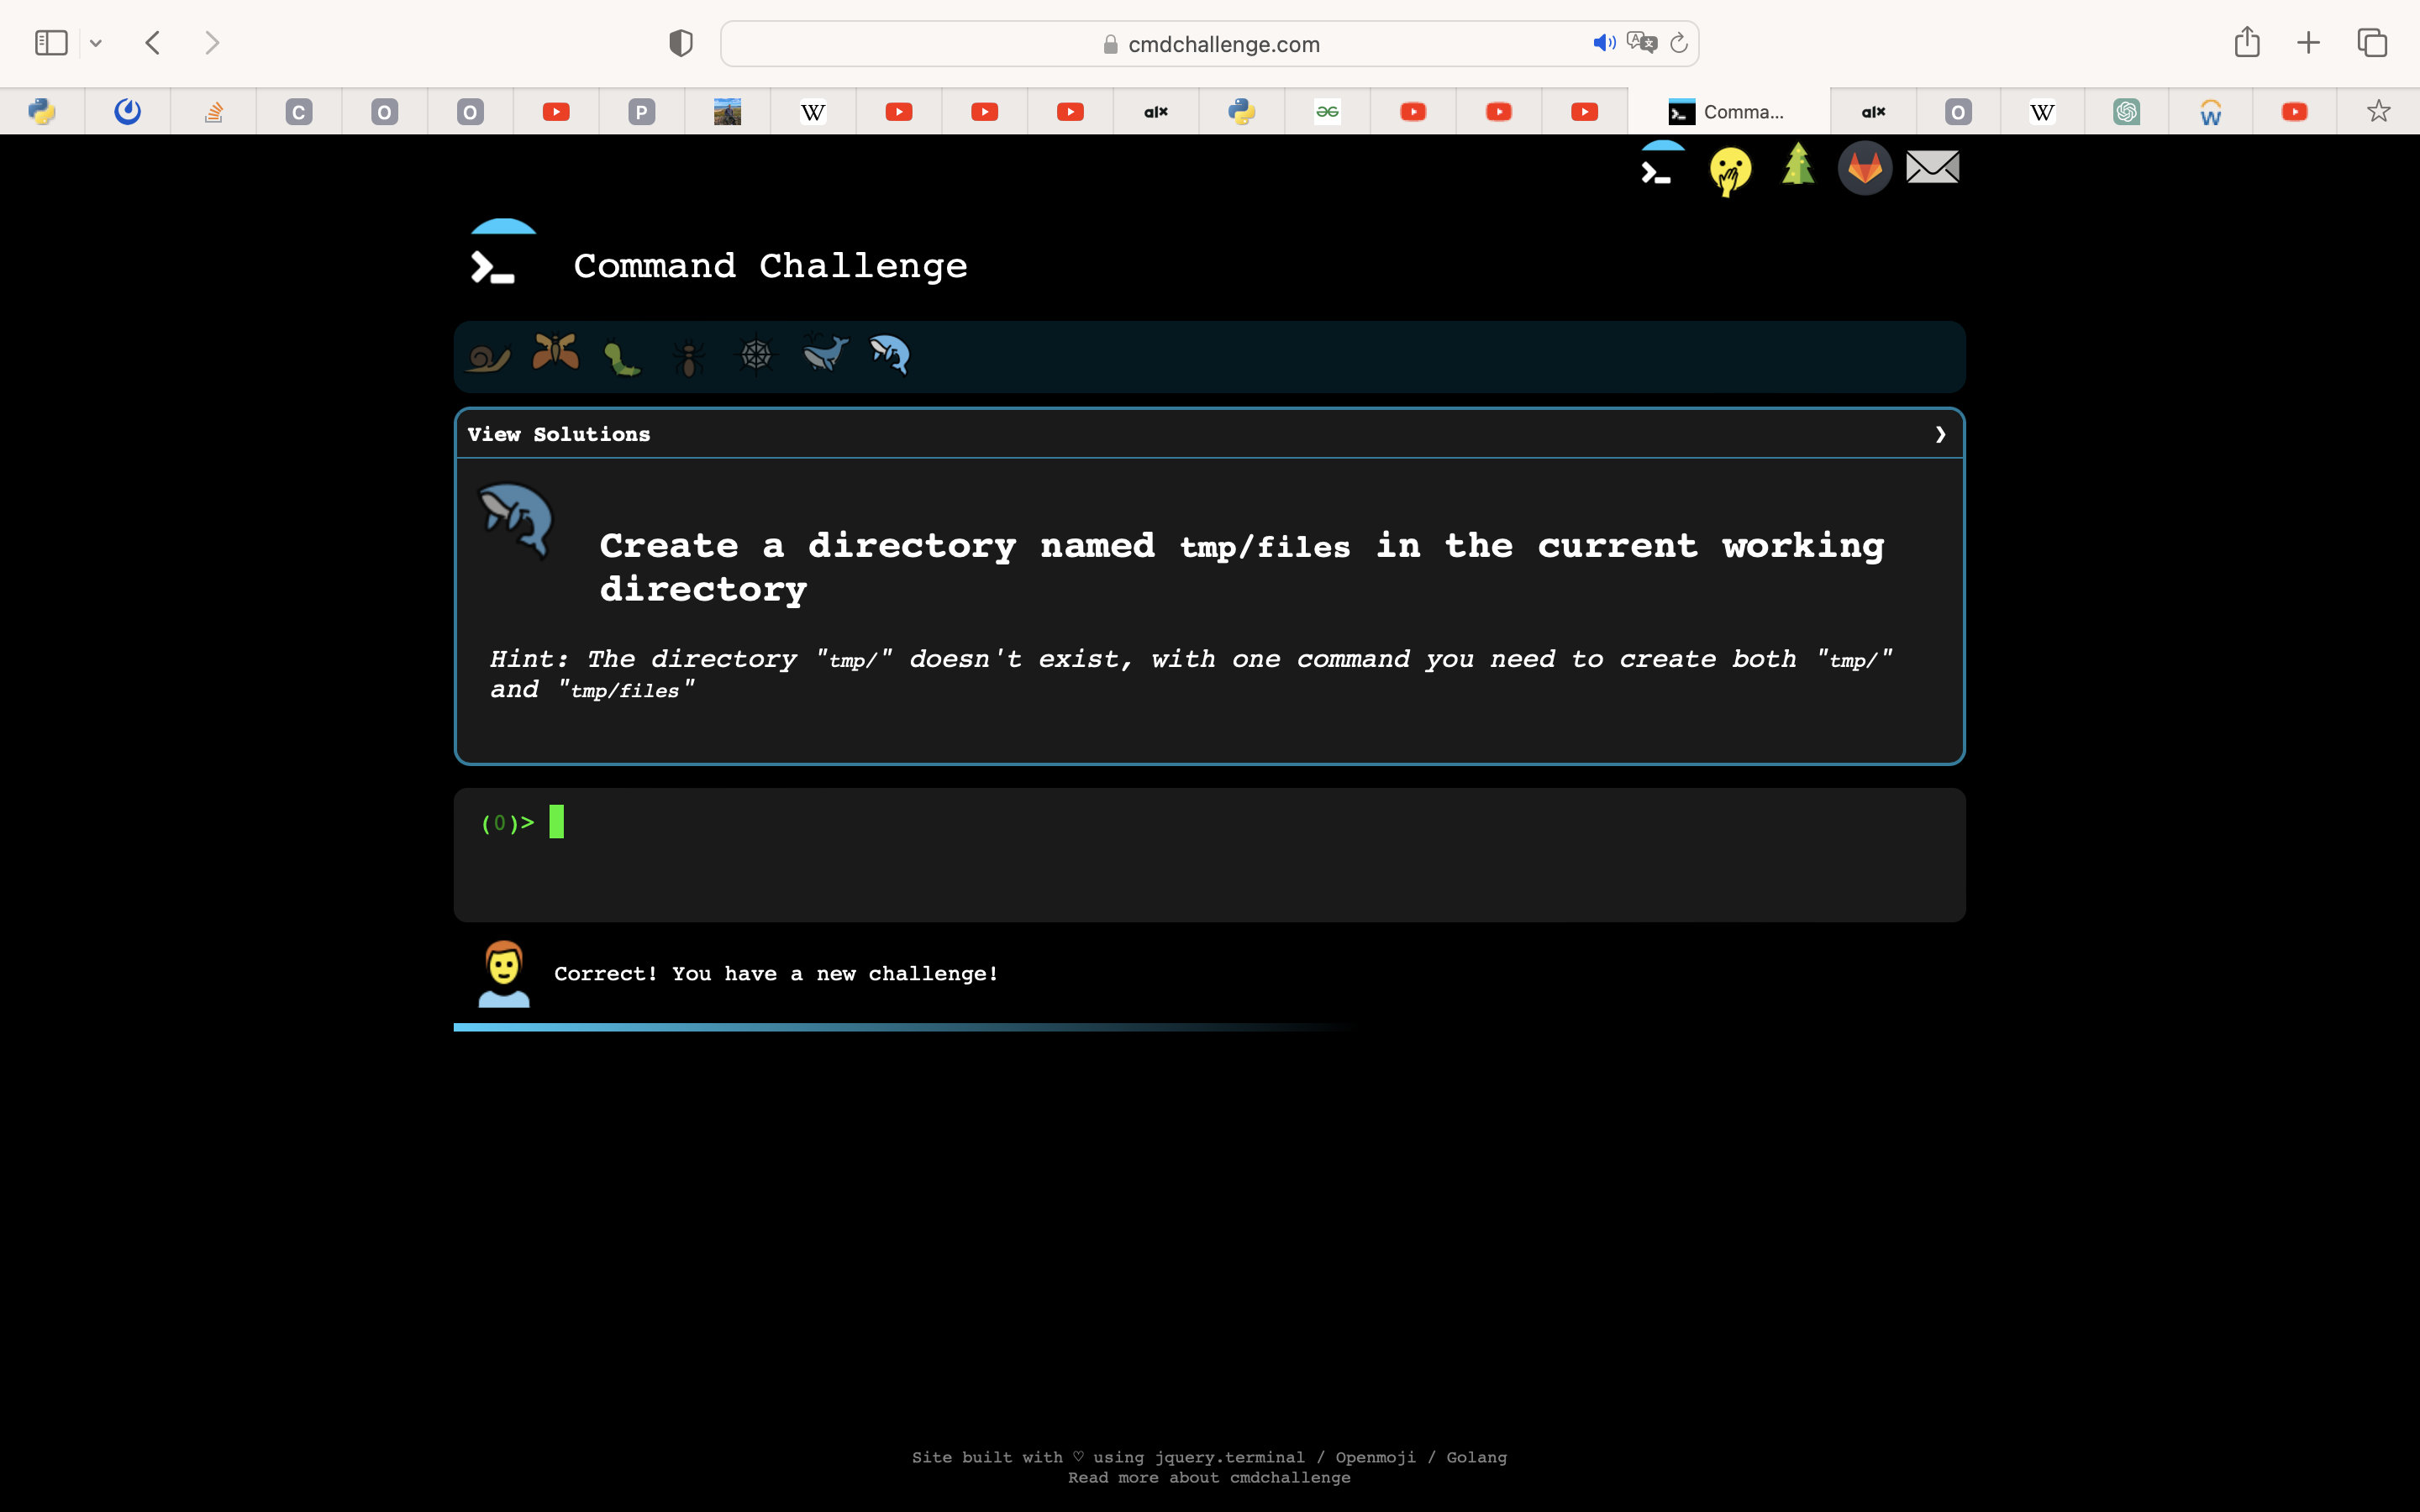 cmdchallenge.com
C
O
O
P
W
alx
Comma...
alx
O
W
W
Command Challenge
View Solutions
Create a directory named tmp/files in the current working
directory
Hint: The directory "tmp/" doesn't exist, with one command you need to create both "tmp/"
and "tmp/files"
(0)>
Correct! You have a new challenge!
Site built with ♡ using jquery.terminal / Openmoji / Golang
Read more about cmdchallenge